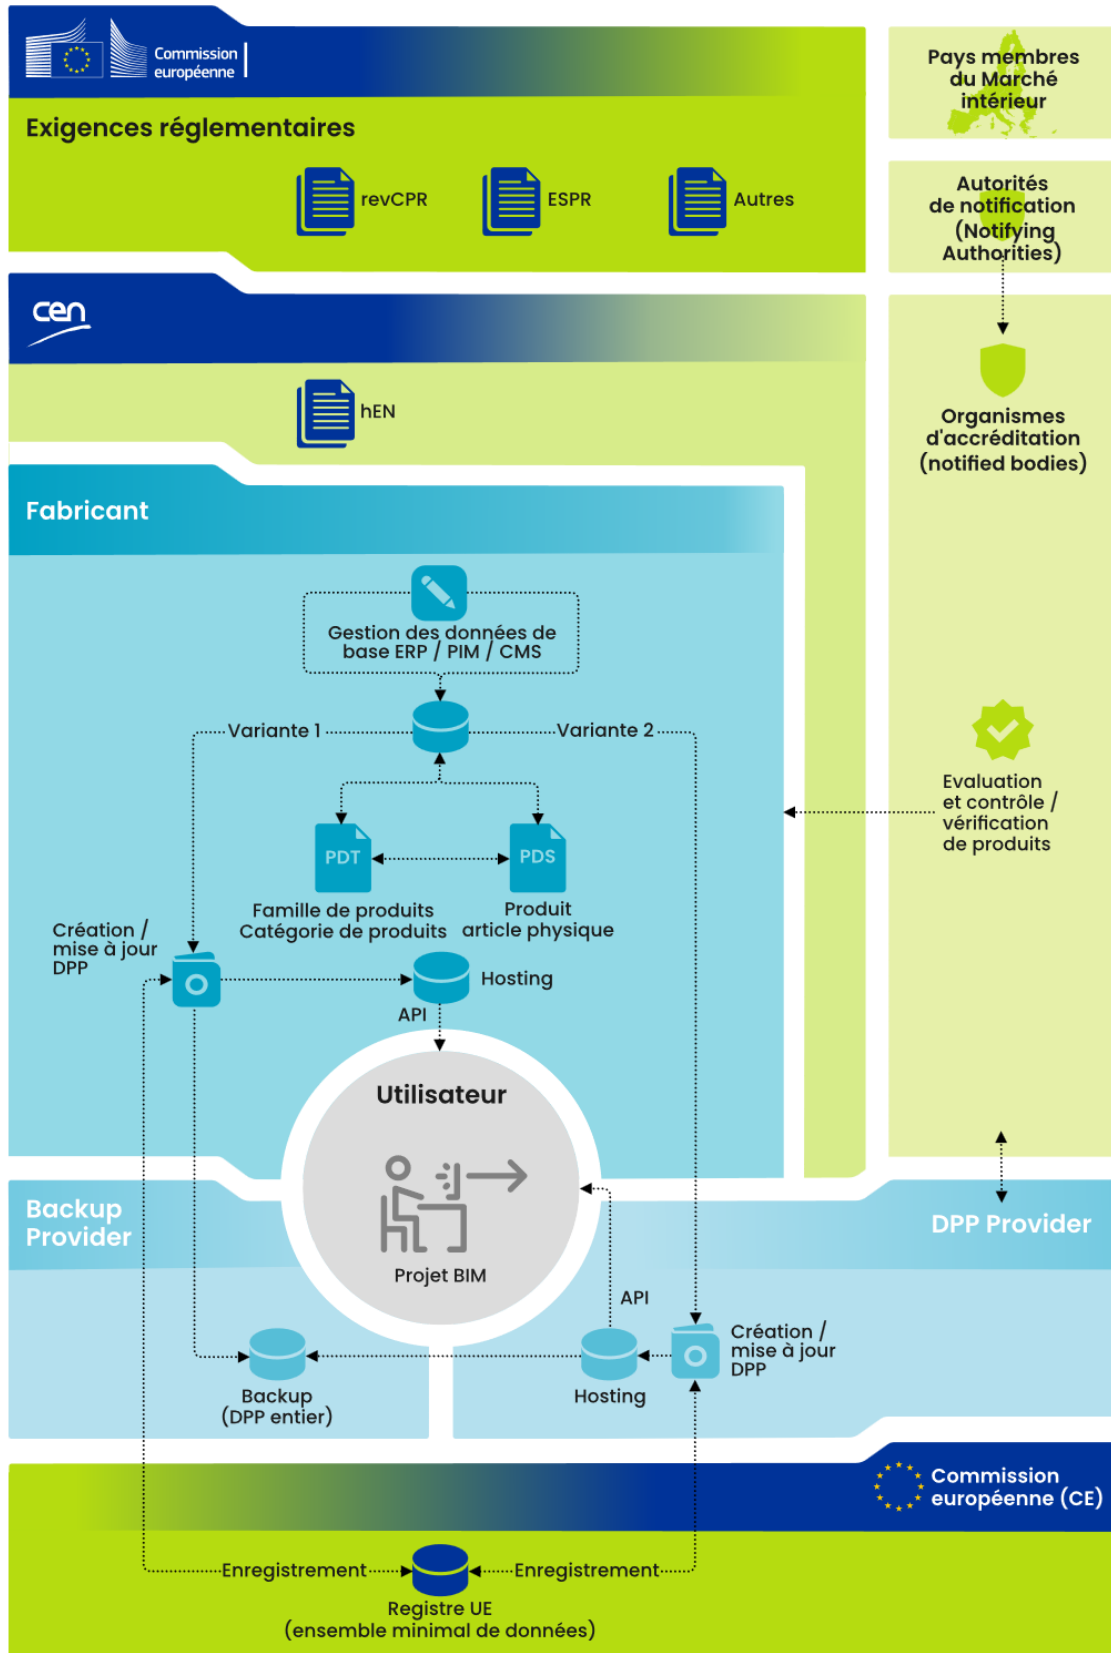 Commission
européenne
Exigences réglementaires
revCPR
ESPR
Autres
Pays membres
du Marché
intérieur
Autorités
de notification
(Notifying
Authorities)
cen
hEN
Organismes
d'accréditation
(notified bodies)
Fabricant
Gestion des données de
base ERP / PIM / CMS
Variante 1
Variante 2
Evaluation
et contrôle /
vérification
de produits
PDT
PDS
Famille de produits
Catégorie de produits
Produit
article physique
Création /
mise à jour
DPP
Hosting
API
Utilisateur
Projet BIM
Backup
Provider
DPP Provider
API
Création /
mise à jour
DPP
Backup
(DPP entier)
Hosting
Commission
européenne (CE)
Enregistrement
Enregistrement
Registre UE
(ensemble minimal de données)